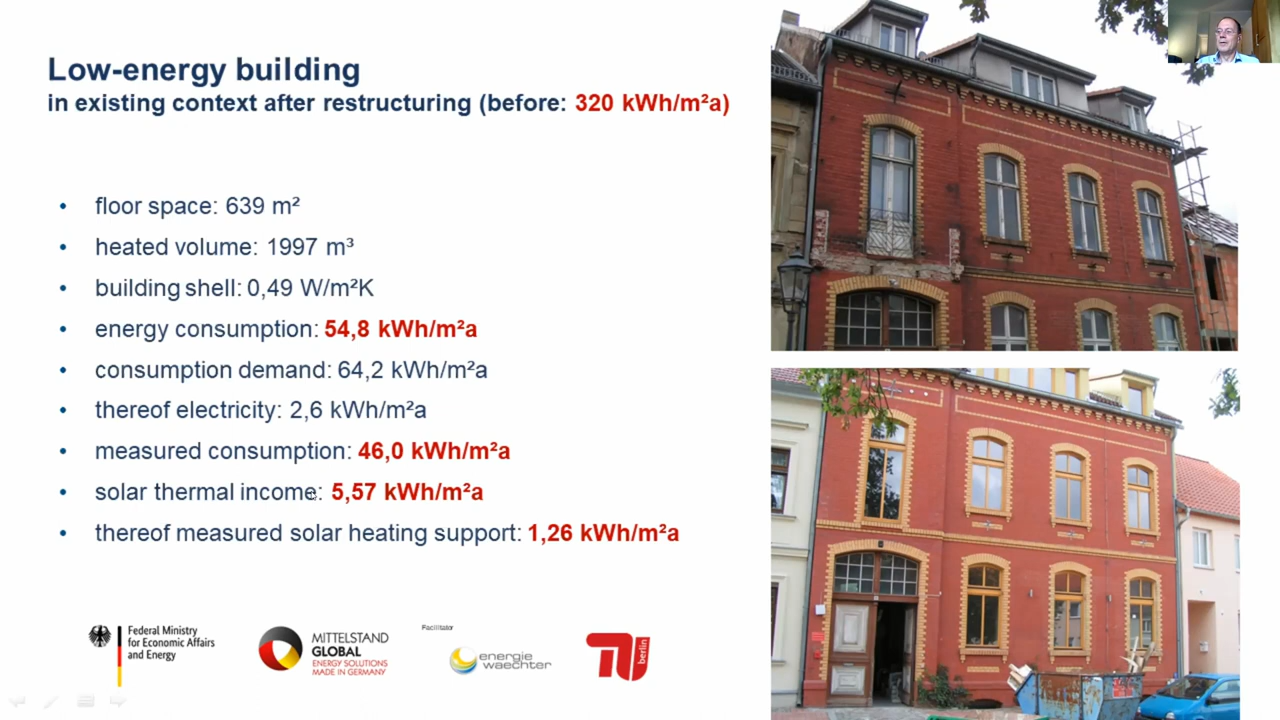 Low-energy building
in existing context after restructuring (before: 320 kWh/m²a)
• floor space: 639 m²
• heated volume: 1997 m³
• building shell: 0,49 W/m²K
• energy consumption: 54,8 kWh/m²a
• consumption demand: 64,2 kWh/m²a
• thereof electricity: 2,6 kWh/m²a
• measured consumption: 46,0 kWh/m²a
• solar thermal income: 5,57 kWh/m²a
• thereof measured solar heating support: 1,26 kWh/m²a
Federal Ministry
for Economic Affairs
and Energy
MITTELSTAND
GLOBAL
ENERGY SOLUTIONS
MADE IN GERMANY
Facilitator
energie
waechter
TU
berlin